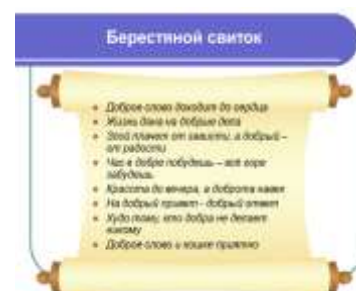 Берестяной свиток
• Доброе слово доходит до сердца
• Жизнь дана на добрые дела
• Злой плачет от зависти, а добрый –
от радости
• Час в добре побудешь – всё горе
забудешь.
• Красота до вечера, а доброта навек
• На добрый привет - добрый ответ
• Худо тому, кто добра не делает
никому
• Доброе слово и кошке приятно